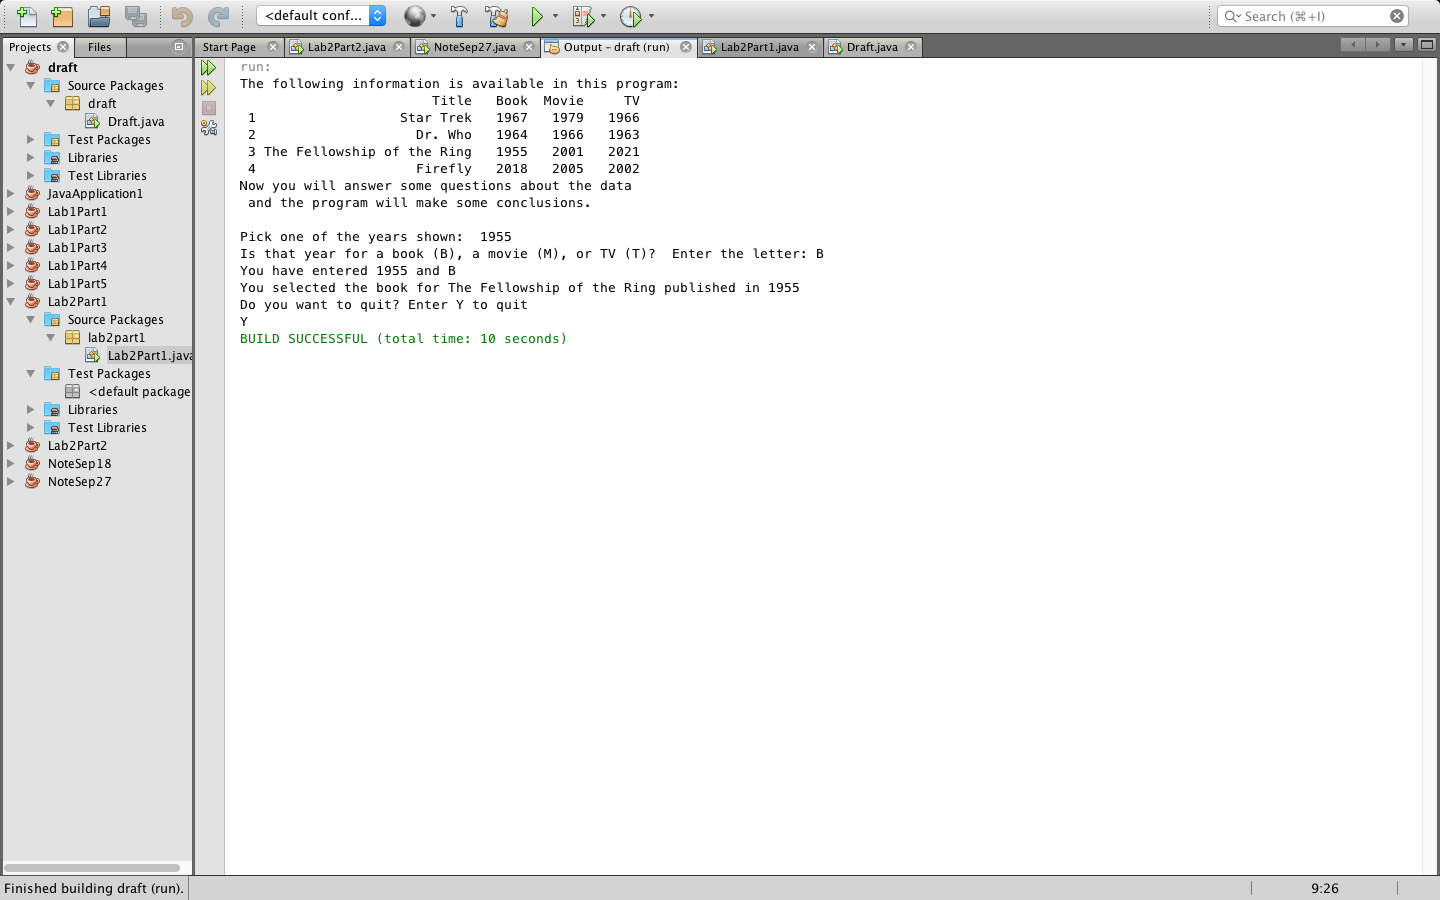 <default conf...
Search (⌘+I)
Projects
Files
Start Page
Lab2Part2.java
NoteSep27.java
Output – draft (run)
Lab2Part1.java
Draft.java
draft
Source Packages
draft
Draft.java
Test Packages
Libraries
Test Libraries
JavaApplication1
Lab1Part1
Lab1Part2
Lab1Part3
Lab1Part4
Lab1Part5
Lab2Part1
Source Packages
lab2part1
Lab2Part1.java
Test Packages
<default package
Libraries
Test Libraries
Lab2Part2
NoteSep18
NoteSep27
run:
The following information is available in this program:
Title Book Movie TV
1 Star Trek 1967 1979 1966
2 Dr. Who 1964 1966 1963
3 The Fellowship of the Ring 1955 2001 2021
4 Firefly 2018 2005 2002
Now you will answer some questions about the data
and the program will make some conclusions.
Pick one of the years shown: 1955
Is that year for a book (B), a movie (M), or TV (T)? Enter the letter: B
You have entered 1955 and B
You selected the book for The Fellowship of the Ring published in 1955
Do you want to quit? Enter Y to quit
Y
BUILD SUCCESSFUL (total time: 10 seconds)
Finished building draft (run).
9:26